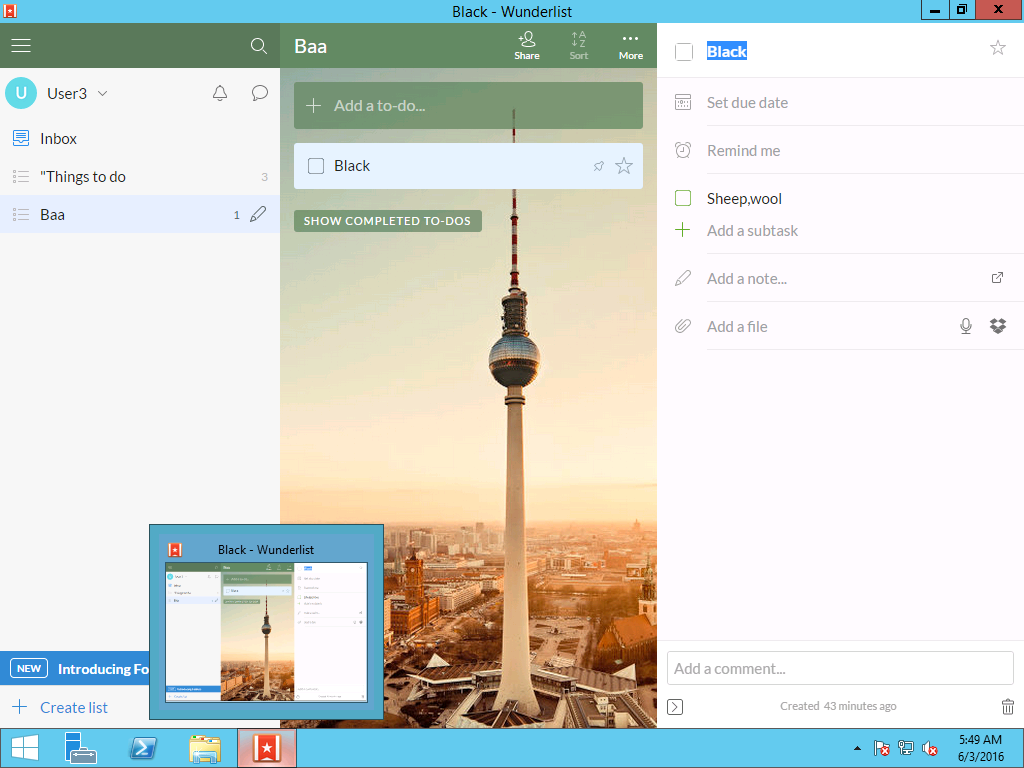 Black - Wunderlist
Baa
Share
Sort
More
A
Z
Black
U
User3
Add a to-do...
Set due date
Inbox
Remind me
Black
"Things to do
3
Sheep,wool
Baa
1
SHOW COMPLETED TO-DOS
Add a subtask
Add a note...
Add a file
Black - Wunderlist
NEW
Introducing Fo
Add a comment...
Create list
Created 43 minutes ago
5:49 AM
6/3/2016